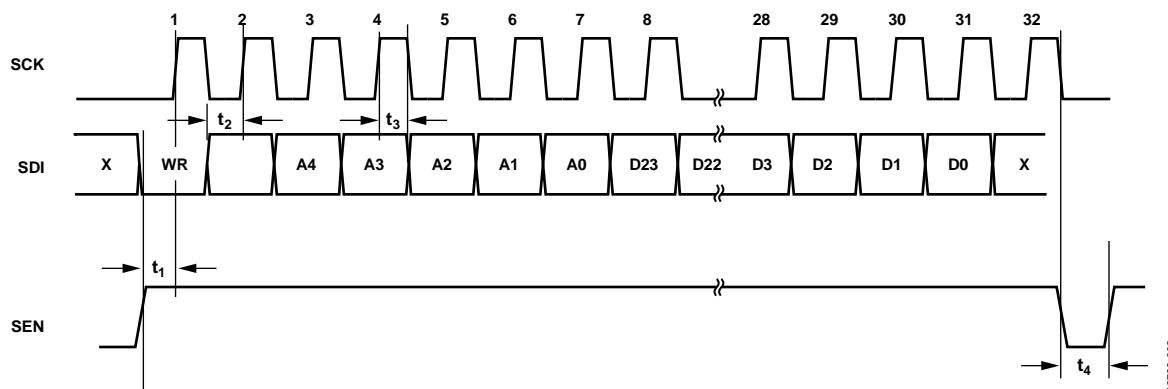 1 2 3 4 5 6 7 8 28 29 30 31 32
SCK
t2 t3
SDI X WR A4 A3 A2 A1 A0 D23 D22 D3 D2 D1 D0 X
t1
SEN
t4